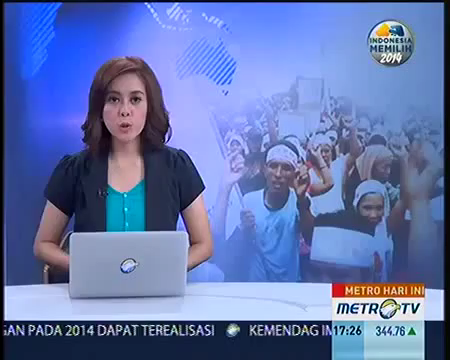 INDONESIA
MEMILIH
2014
METRO HARI INI
METRO TV
GAN PADA 2014 DAPAT TEREALISASI KEMENDAG IM
17:26 344.76